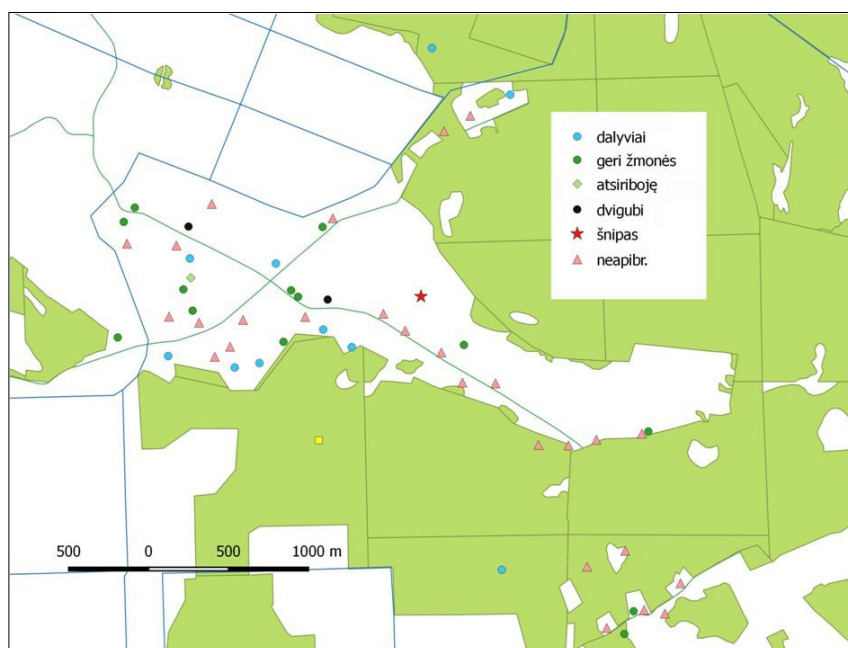 dalyviai
geri žmonės
atsiriboję
dvigubi
šnipas
neapibr.
500 0 500 1000 m